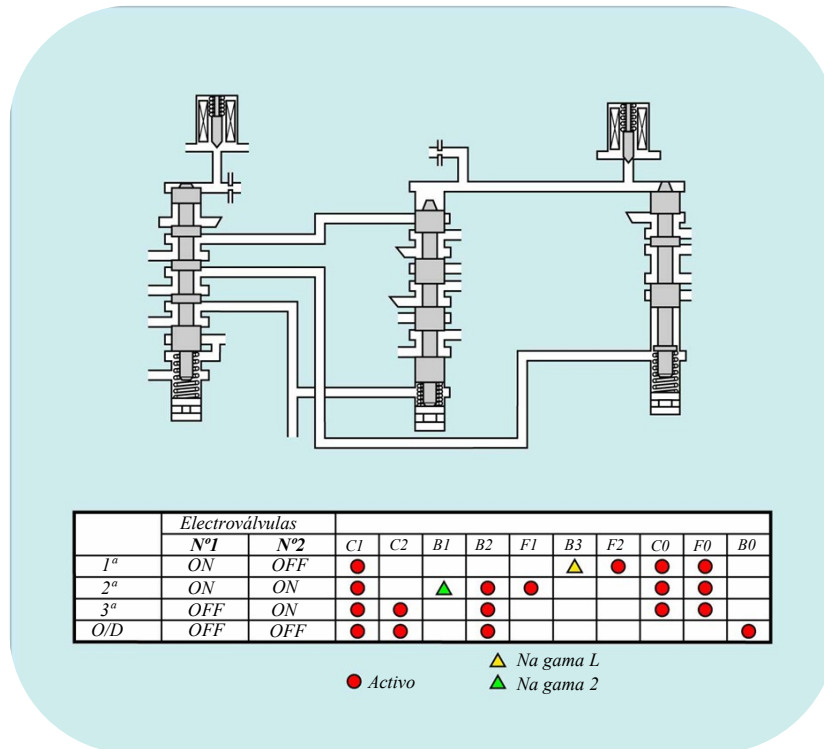 Electroválvulas
Nº1 Nº2 C1 C2 B1 B2 F1 B3 F2 C0 F0 B0
1ª ON OFF
2ª ON ON
3ª OFF ON
O/D OFF OFF
Na gama L
Activo Na gama 2